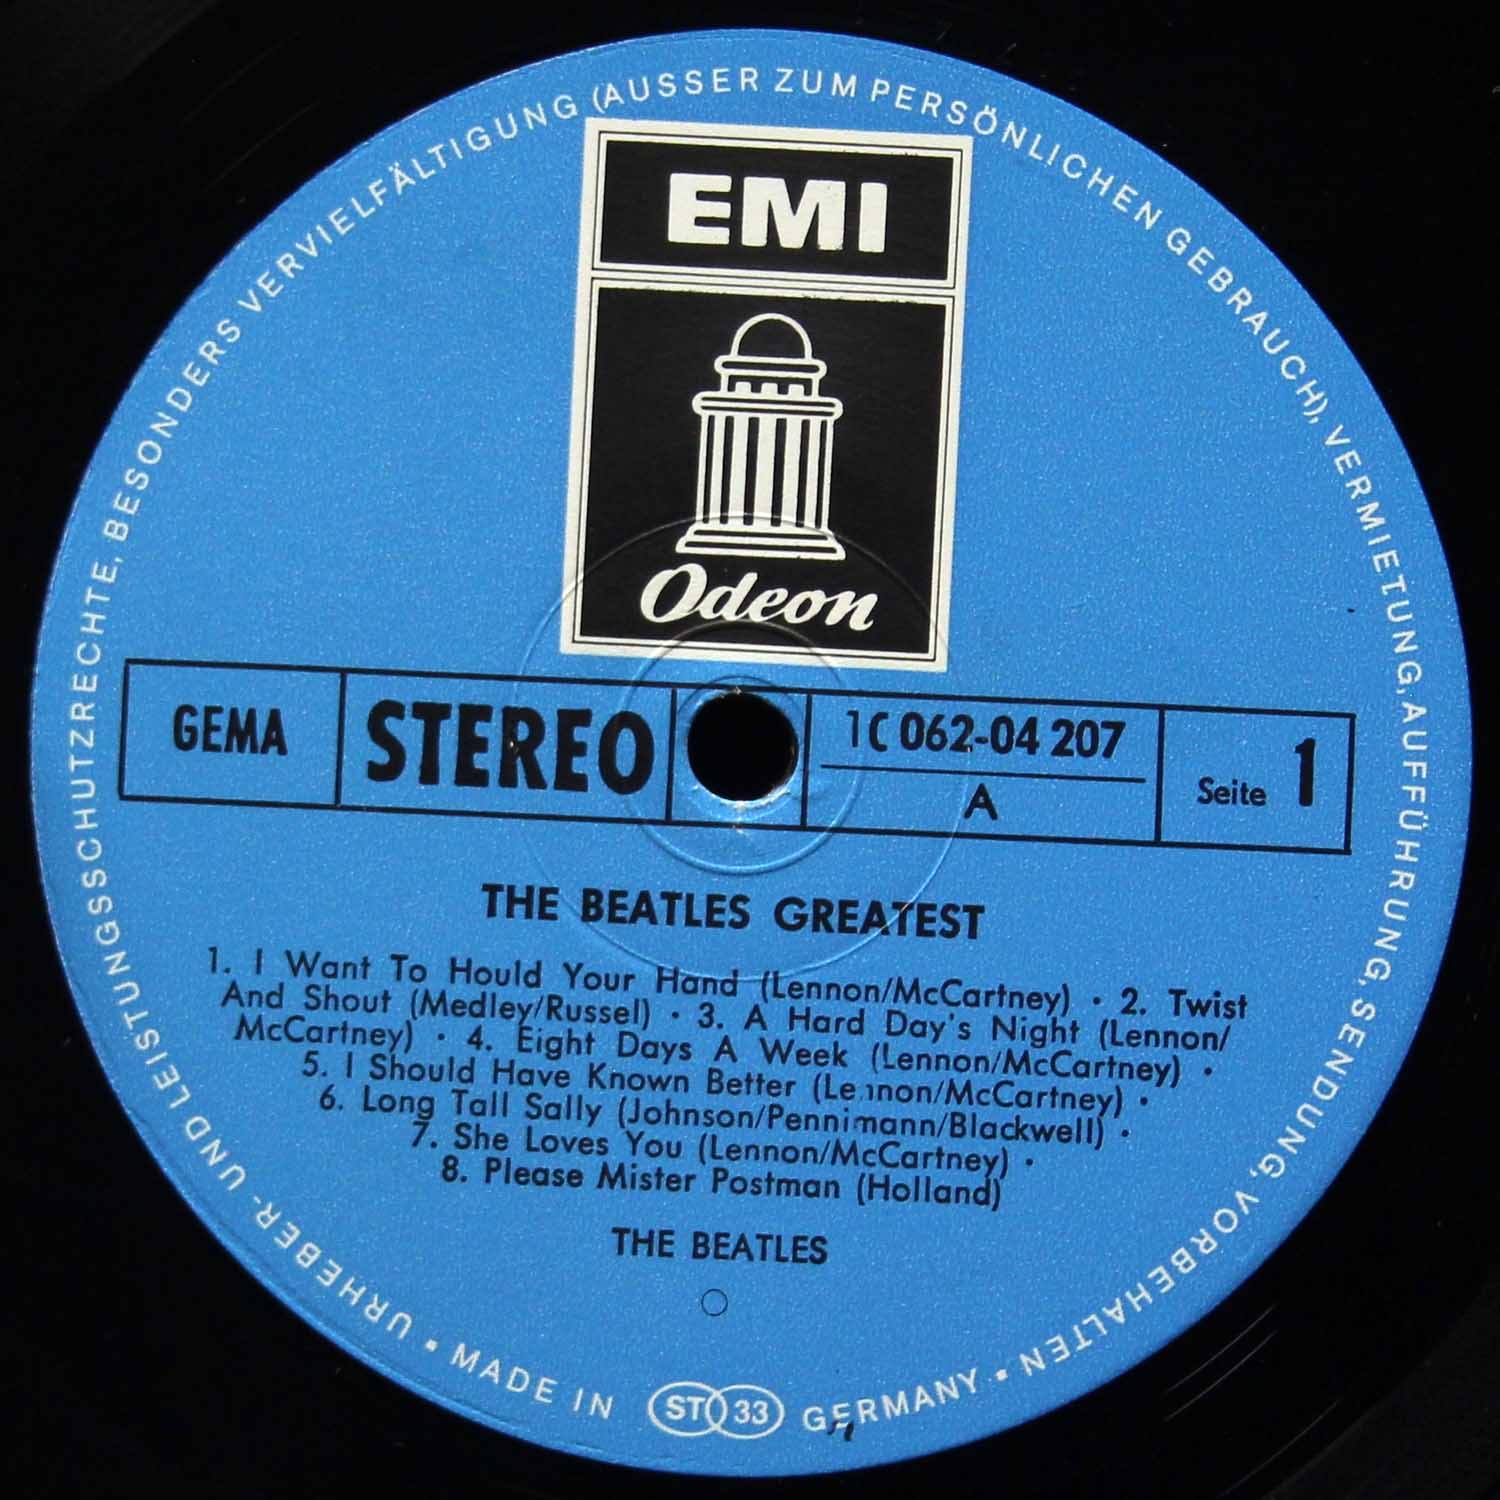 URHEBER- UND LEISTUNGSSCHUTZRECHTE, BESONDERS VERVIELFÄLTIGUNG (AUSSER ZUM PERSÖNLICHEN GEBRAUCH), VERMIETUNG, AUFFÜHRUNG, SENDUNG, VORBEHALTEN •
EMI
Odeon
GEMA
STEREO
1C 062-04 207
A
Seite 1
THE BEATLES GREATEST
1. I Want To Hould Your Hand (Lennon/McCartney) · 2. Twist
And Shout (Medley/Russel) · 3. A Hard Day's Night (Lennon/
McCartney) · 4. Eight Days A Week (Lennon/McCartney) ·
5. I Should Have Known Better (Lennon/McCartney) ·
6. Long Tall Sally (Johnson/Pennimann/Blackwell) ·
7. She Loves You (Lennon/McCartney) ·
8. Please Mister Postman (Holland)
THE BEATLES
• MADE IN ST 33 GERMANY